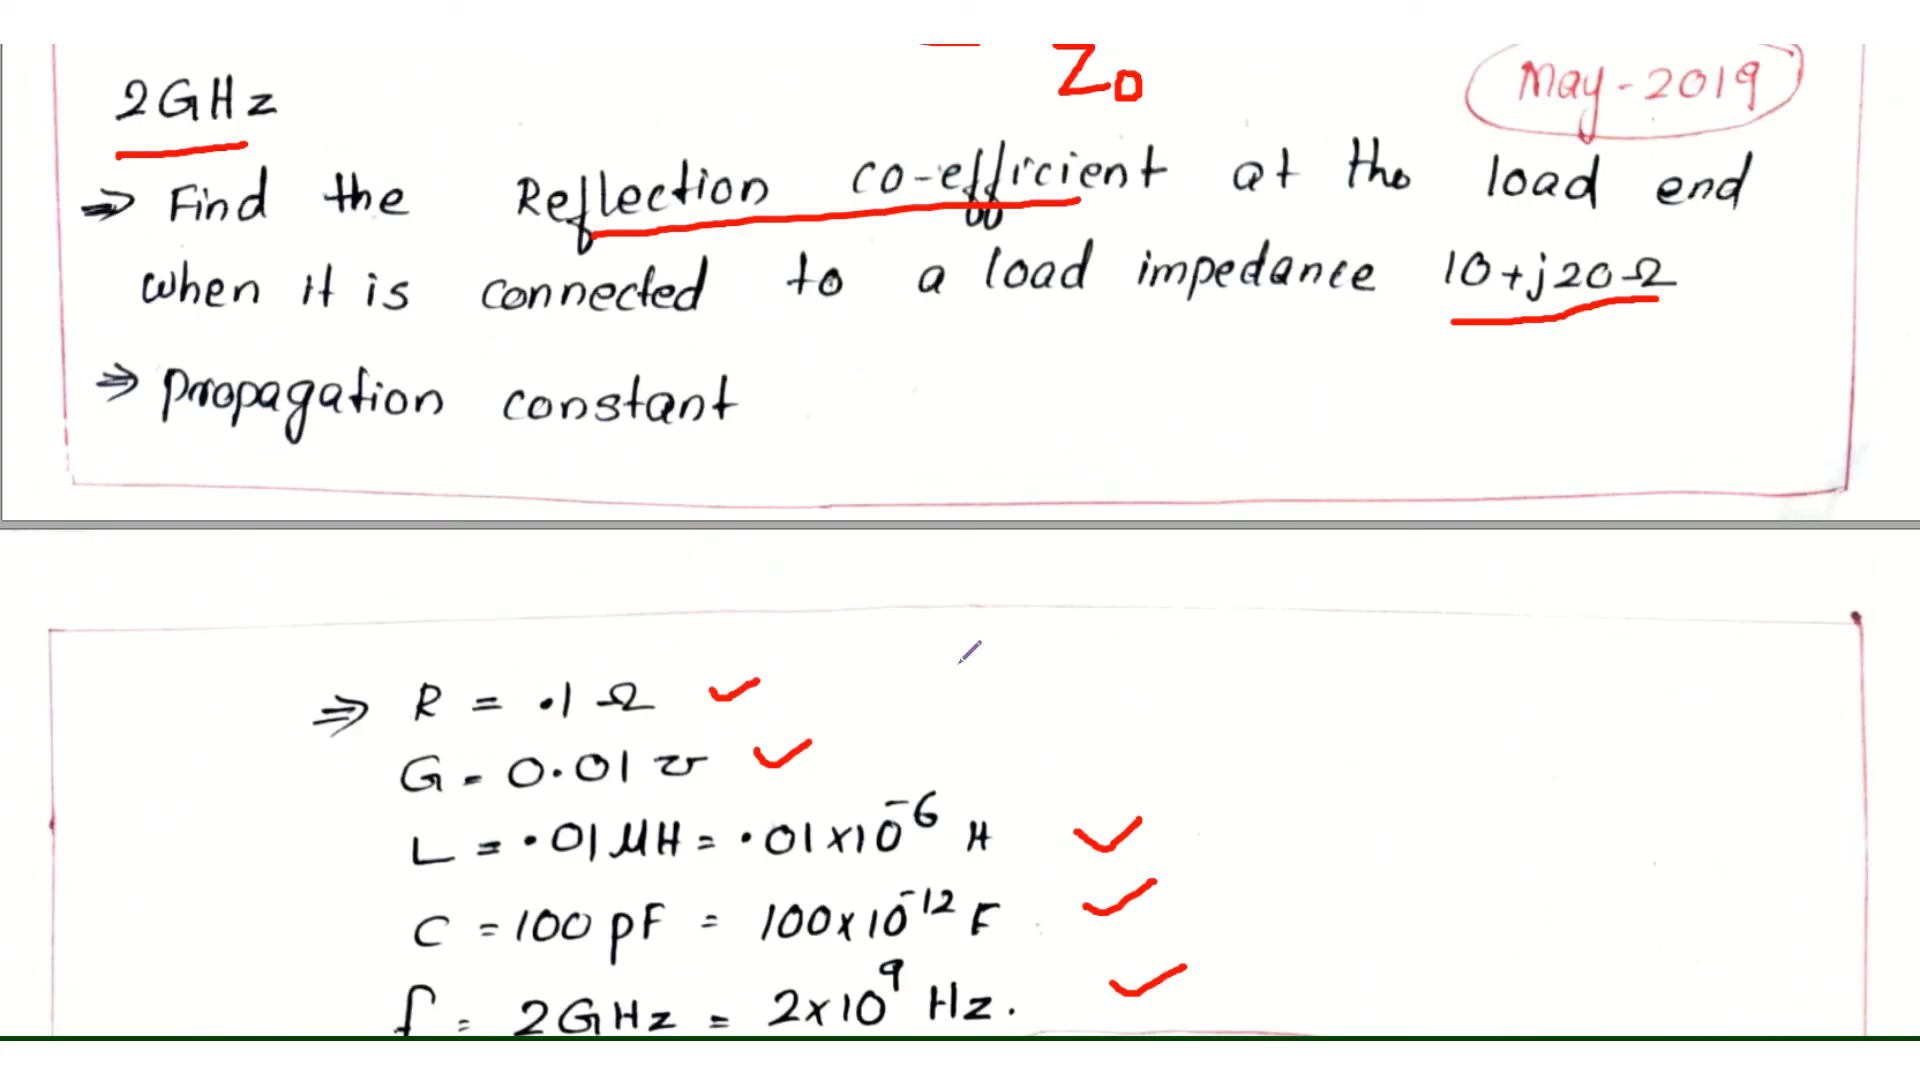 Z0
2GHz
May-2019
⇒ Find the Reflection co-efficient at the load end
when it is connected to a load impedance 10+j20Ω
⇒ propagation constant
⇒ R = .1 Ω
G = 0.01 ℧
L = .01 μH = .01×10⁻⁶ H
C = 100 pF = 100×10⁻¹² F
f = 2GHz = 2×10⁹ Hz.